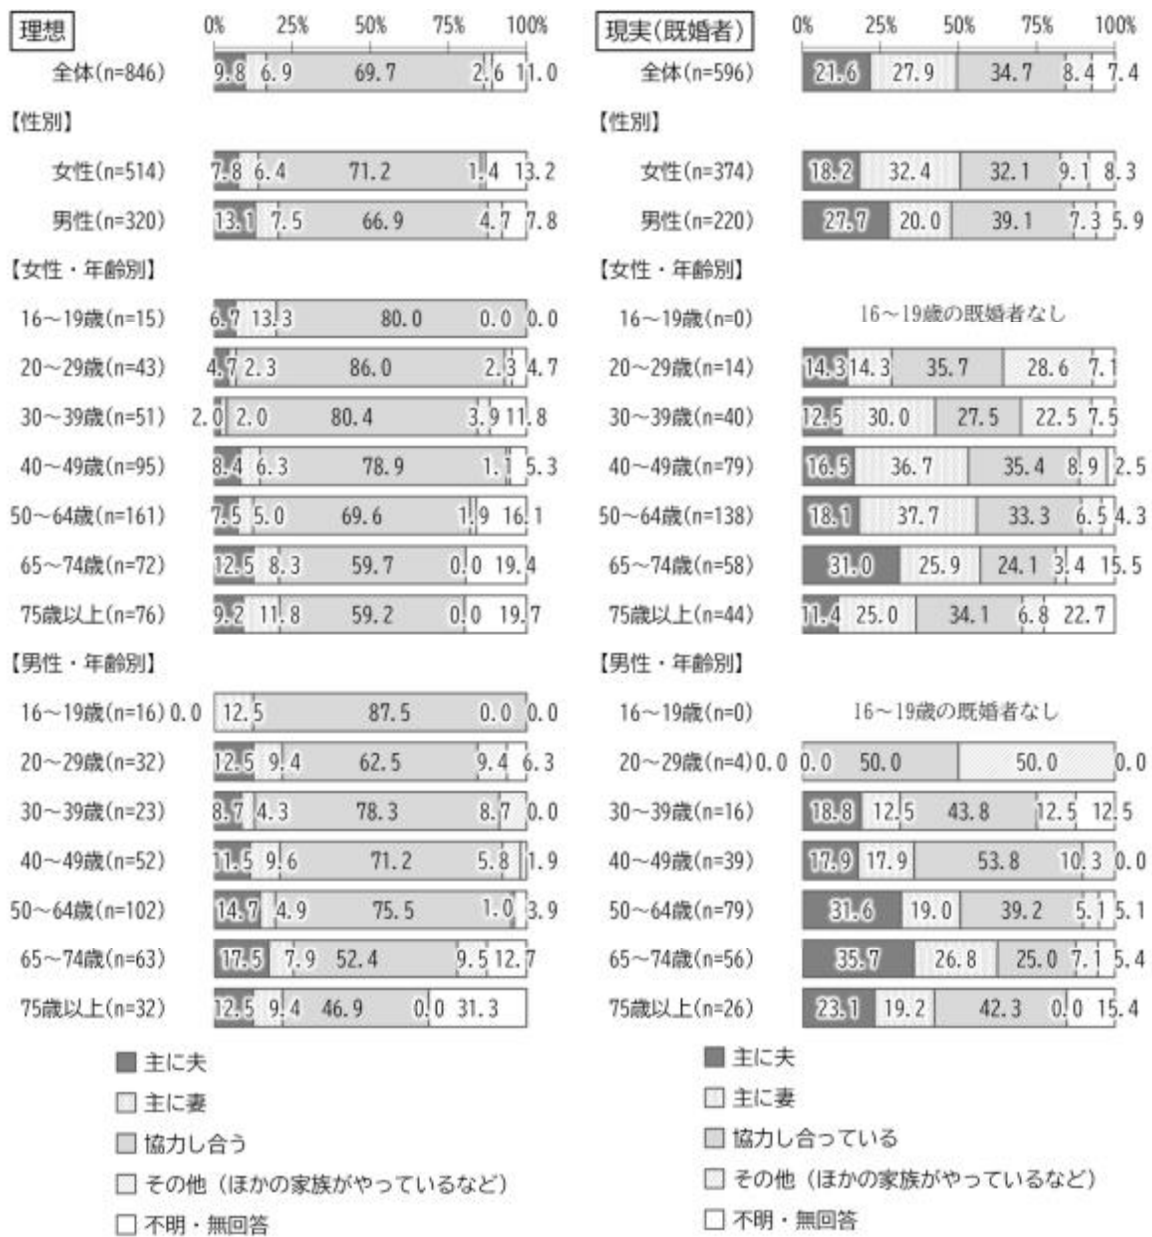 理想
0% 25% 50% 75% 100%
全体(n=846) 9.8 6.9 69.7 2.6 11.0
【性別】
女性(n=514) 7.8 6.4 71.2 1.4 13.2
男性(n=320) 13.1 7.5 66.9 4.7 7.8
【女性・年齢別】
16～19歳(n=15) 6.7 13.3 80.0 0.0 0.0
20～29歳(n=43) 4.7 2.3 86.0 2.3 4.7
30～39歳(n=51) 2.0 2.0 80.4 3.9 11.8
40～49歳(n=95) 8.4 6.3 78.9 1.1 5.3
50～64歳(n=161) 7.5 5.0 69.6 1.9 16.1
65～74歳(n=72) 12.5 8.3 59.7 0.0 19.4
75歳以上(n=76) 9.2 11.8 59.2 0.0 19.7
【男性・年齢別】
16～19歳(n=16) 0.0 12.5 87.5 0.0 0.0
20～29歳(n=32) 12.5 9.4 62.5 9.4 6.3
30～39歳(n=23) 8.7 4.3 78.3 8.7 0.0
40～49歳(n=52) 11.5 9.6 71.2 5.8 1.9
50～64歳(n=102) 14.7 4.9 75.5 1.0 3.9
65～74歳(n=63) 17.5 7.9 52.4 9.5 12.7
75歳以上(n=32) 12.5 9.4 46.9 0.0 31.3
主に夫
主に妻
協力し合う
その他（ほかの家族がやっているなど）
不明・無回答
現実(既婚者)
0% 25% 50% 75% 100%
全体(n=596) 21.6 27.9 34.7 8.4 7.4
【性別】
女性(n=374) 18.2 32.4 32.1 9.1 8.3
男性(n=220) 27.7 20.0 39.1 7.3 5.9
【女性・年齢別】
16～19歳(n=0) 16～19歳の既婚者なし
20～29歳(n=14) 14.3 14.3 35.7 28.6 7.1
30～39歳(n=40) 12.5 30.0 27.5 22.5 7.5
40～49歳(n=79) 16.5 36.7 35.4 8.9 2.5
50～64歳(n=138) 18.1 37.7 33.3 6.5 4.3
65～74歳(n=58) 31.0 25.9 24.1 3.4 15.5
75歳以上(n=44) 11.4 25.0 34.1 6.8 22.7
【男性・年齢別】
16～19歳(n=0) 16～19歳の既婚者なし
20～29歳(n=4) 0.0 0.0 50.0 50.0 0.0
30～39歳(n=16) 18.8 12.5 43.8 12.5 12.5
40～49歳(n=39) 17.9 17.9 53.8 10.3 0.0
50～64歳(n=79) 31.6 19.0 39.2 5.1 5.1
65～74歳(n=56) 35.7 26.8 25.0 7.1 5.4
75歳以上(n=26) 23.1 19.2 42.3 0.0 15.4
主に夫
主に妻
協力し合っている
その他（ほかの家族がやっているなど）
不明・無回答